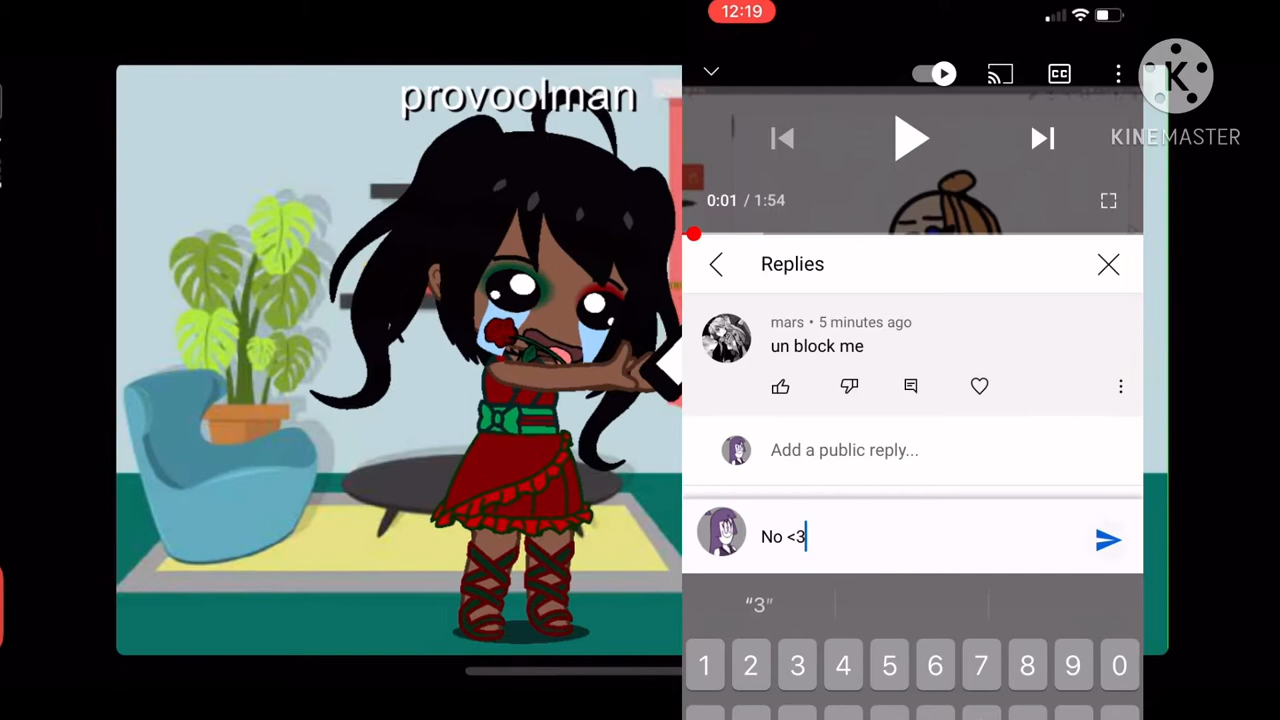 provoolman
12:19
K
KINEMASTER
CC
0:01 / 1:54
Replies
mars • 5 minutes ago
un block me
Add a public reply...
No <3
"3"
1 2 3 4 5 6 7 8 9 0